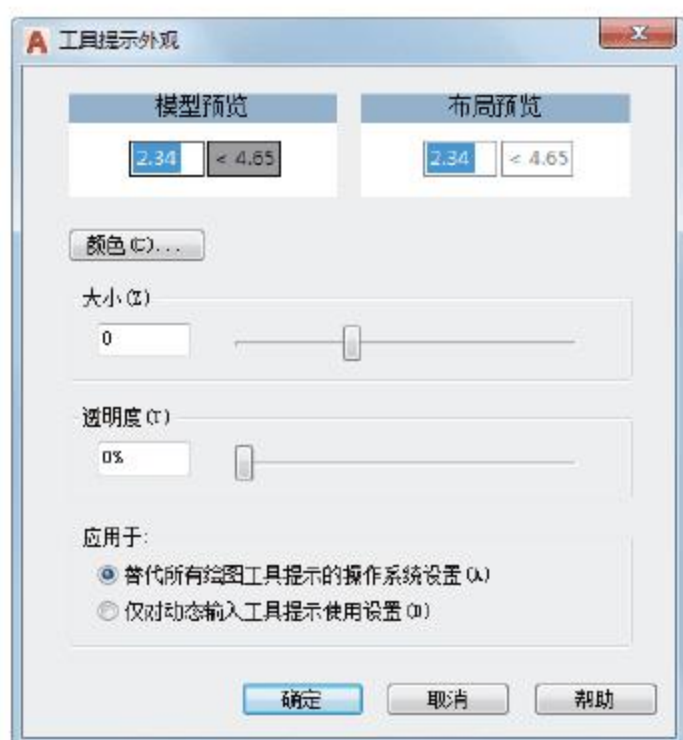 工具提示外观
模型预览
布局预览
2.34 < 4.65
2.34 < 4.65
颜色(C)...
大小(Z)
0
透明度(T)
0%
应用于:
替代所有绘图工具提示的操作系统设置(A)
仅对动态输入工具提示使用设置(D)
确定 取消 帮助